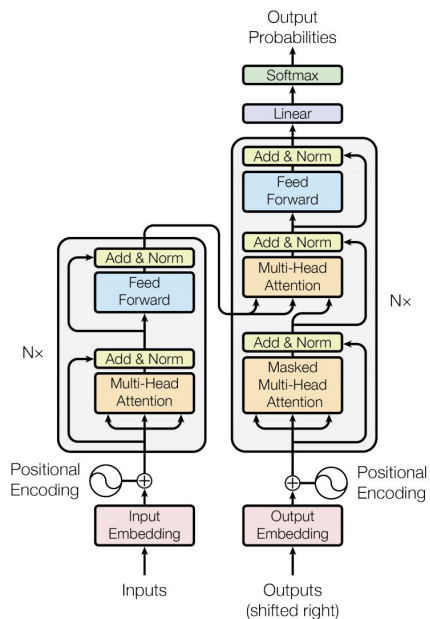 Output
Probabilities
Softmax
Linear
Add & Norm
Feed
Forward
Add & Norm
Multi-Head
Attention
Nx
Add & Norm
Masked
Multi-Head
Attention
Add & Norm
Feed
Forward
Nx
Add & Norm
Multi-Head
Attention
Positional
Encoding
Positional
Encoding
Input
Embedding
Output
Embedding
Inputs
Outputs
(shifted right)